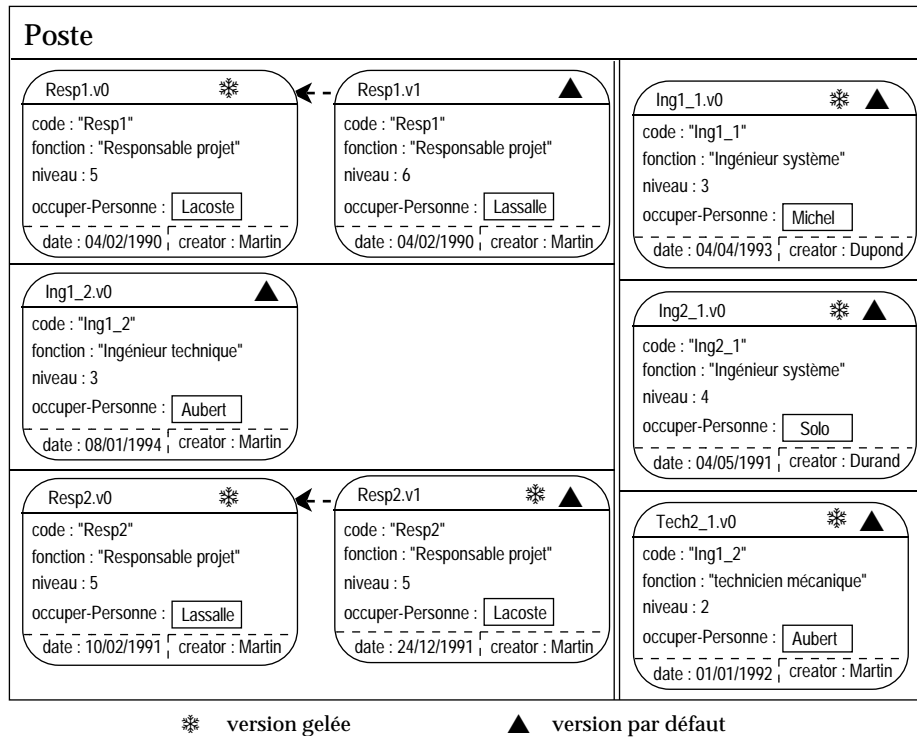 Poste
Resp1.v0
code : "Resp1"
fonction : "Responsable projet"
niveau : 5
occuper-Personne : Lacoste
date : 04/02/1990 creator : Martin
Resp1.v1
code : "Resp1"
fonction : "Responsable projet"
niveau : 6
occuper-Personne : Lassalle
date : 04/02/1990 creator : Martin
Ing1_2.v0
code : "Ing1_2"
fonction : "Ingénieur technique"
niveau : 3
occuper-Personne : Aubert
date : 08/01/1994 creator : Martin
Resp2.v0
code : "Resp2"
fonction : "Responsable projet"
niveau : 5
occuper-Personne : Lassalle
date : 10/02/1991 creator : Martin
Resp2.v1
code : "Resp2"
fonction : "Responsable projet"
niveau : 5
occuper-Personne : Lacoste
date : 24/12/1991 creator : Martin
Ing1_1.v0
code : "Ing1_1"
fonction : "Ingénieur système"
niveau : 3
occuper-Personne : Michel
date : 04/04/1993 creator : Dupond
Ing2_1.v0
code : "Ing2_1"
fonction : "Ingénieur système"
niveau : 4
occuper-Personne : Solo
date : 04/05/1991 creator : Durand
Tech2_1.v0
code : "Ing1_2"
fonction : "technicien mécanique"
niveau : 2
occuper-Personne : Aubert
date : 01/01/1992 creator : Martin
version gelée
version par défaut